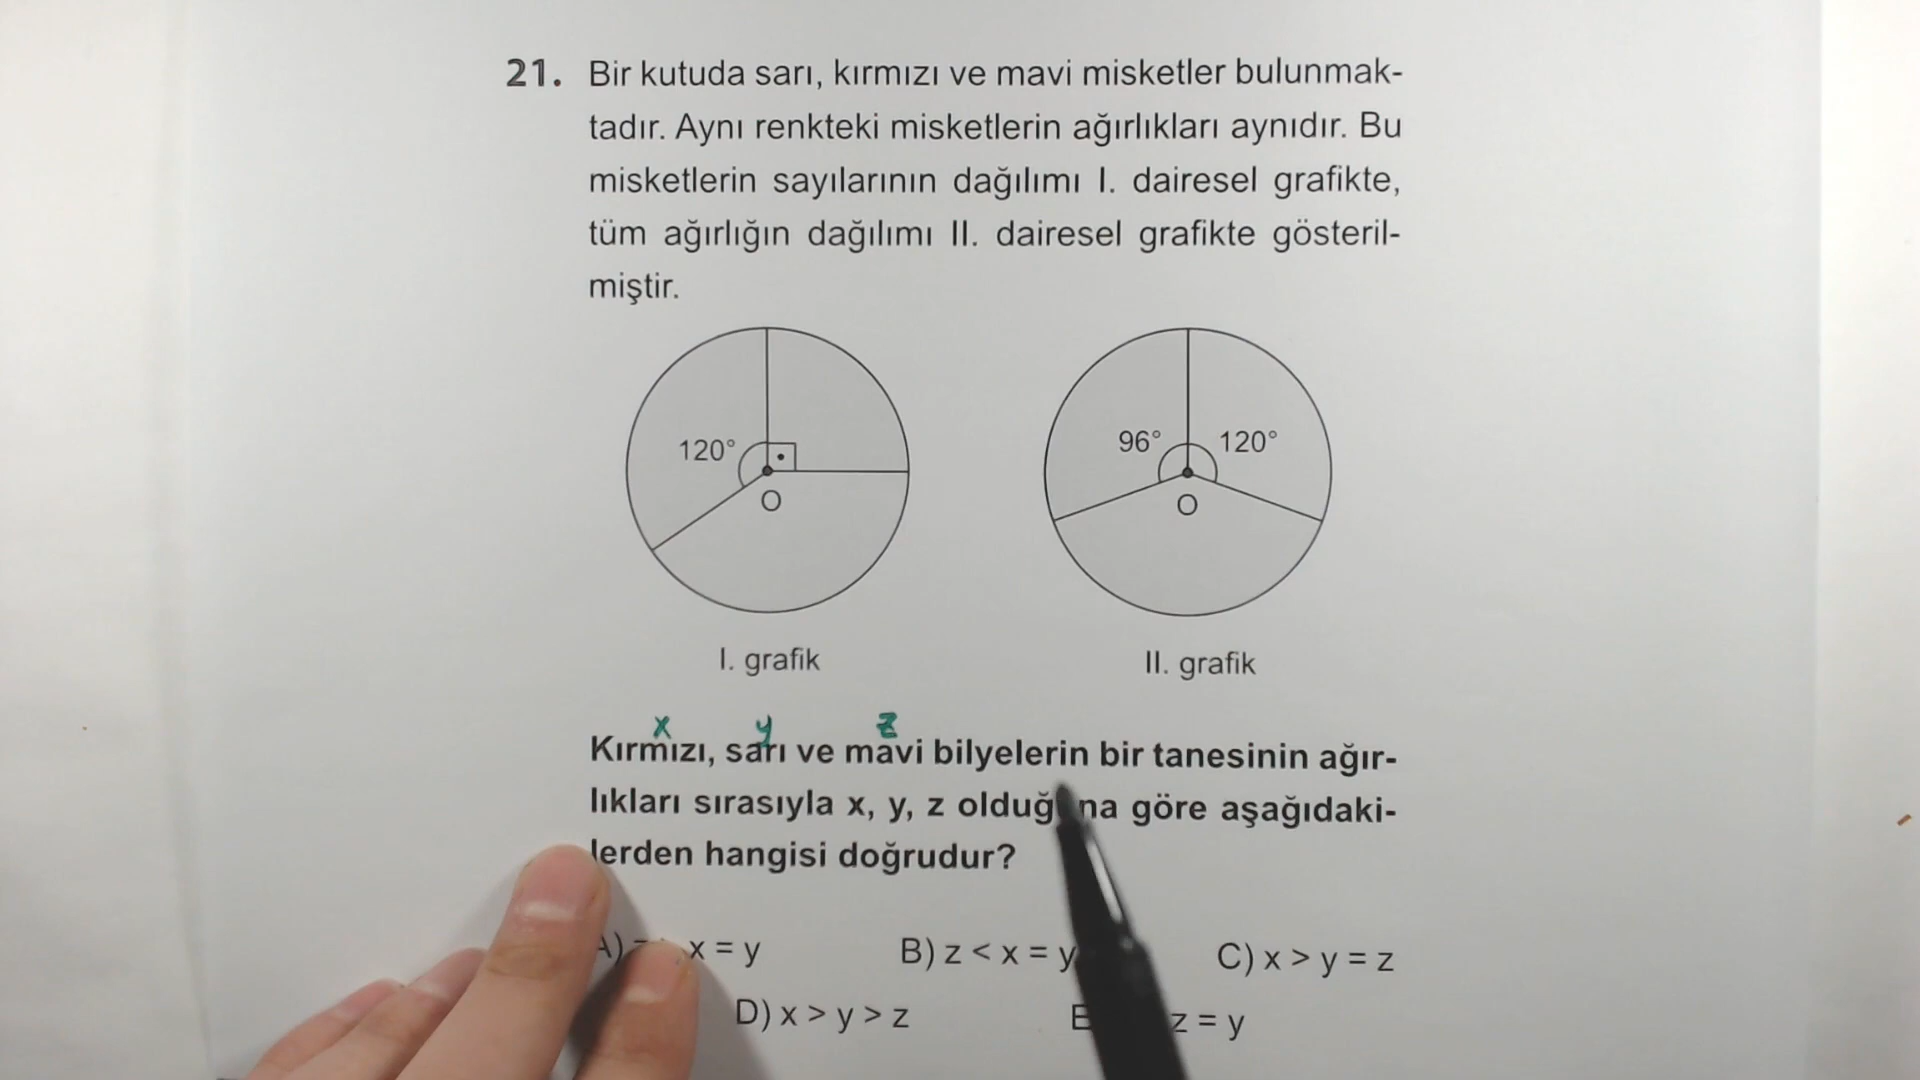 21. Bir kutuda sarı, kırmızı ve mavi misketler bulunmak-
tadır. Aynı renkteki misketlerin ağırlıkları aynıdır. Bu
misketlerin sayılarının dağılımı I. dairesel grafikte,
tüm ağırlığın dağılımı II. dairesel grafikte gösteril-
miştir.
120°
O
96° 120°
O
I. grafik II. grafik
x y z
Kırmızı, sarı ve mavi bilyelerin bir tanesinin ağır-
lıkları sırasıyla x, y, z olduğuna göre aşağıdaki-
lerden hangisi doğrudur?
A) x = y B) z < x = y C) x > y = z
D) x > y > z E z = y